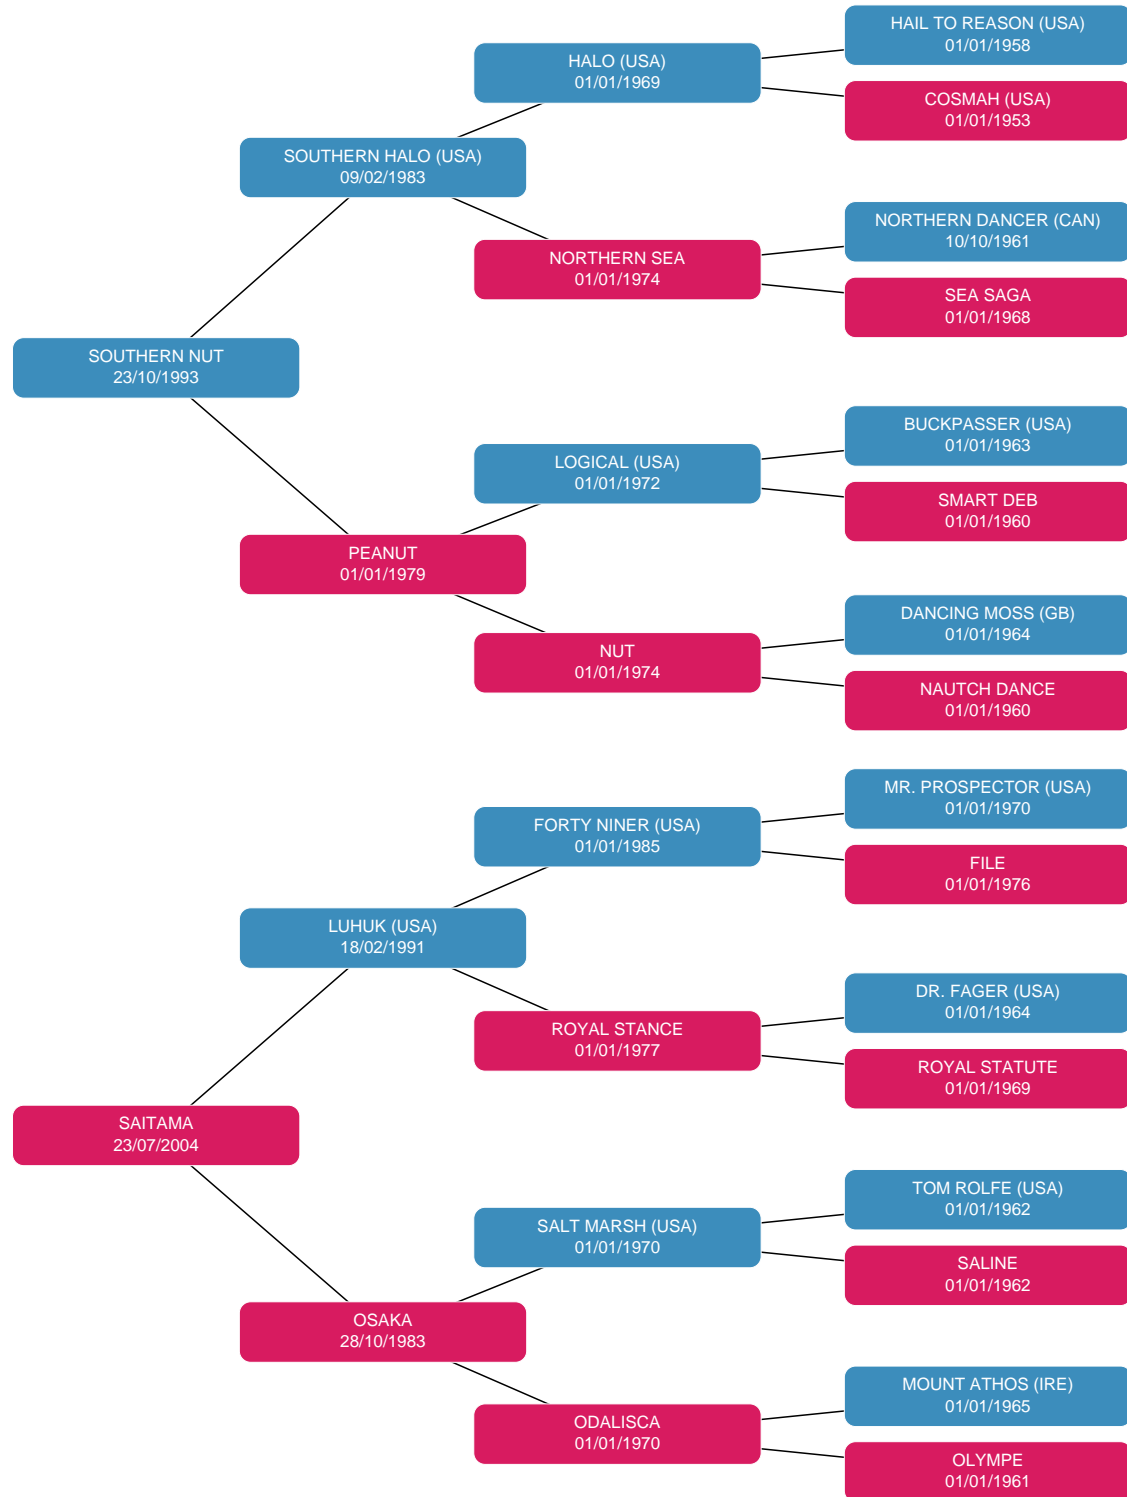 HAIL TO REASON (USA)
01/01/1958
HALO (USA)
01/01/1969
COSMAH (USA)
01/01/1953
SOUTHERN HALO (USA)
09/02/1983
NORTHERN DANCER (CAN)
10/10/1961
NORTHERN SEA
01/01/1974
SEA SAGA
01/01/1968
SOUTHERN NUT
23/10/1993
BUCKPASSER (USA)
01/01/1963
LOGICAL (USA)
01/01/1972
SMART DEB
01/01/1960
PEANUT
01/01/1979
DANCING MOSS (GB)
01/01/1964
NUT
01/01/1974
NAUTCH DANCE
01/01/1960
MR. PROSPECTOR (USA)
01/01/1970
FORTY NINER (USA)
01/01/1985
FILE
01/01/1976
LUHUK (USA)
18/02/1991
DR. FAGER (USA)
01/01/1964
ROYAL STANCE
01/01/1977
ROYAL STATUTE
01/01/1969
SAITAMA
23/07/2004
TOM ROLFE (USA)
01/01/1962
SALT MARSH (USA)
01/01/1970
SALINE
01/01/1962
OSAKA
28/10/1983
MOUNT ATHOS (IRE)
01/01/1965
ODALISCA
01/01/1970
OLYMPE
01/01/1961